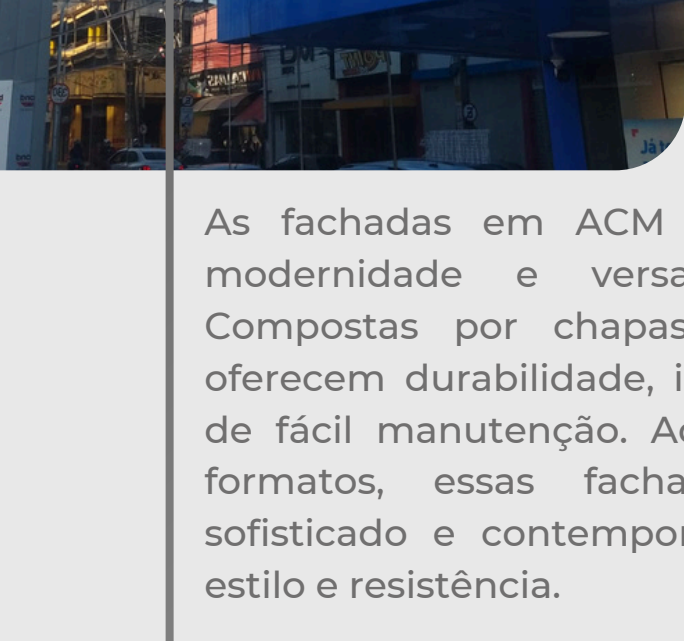 As fachadas em ACM
modernidade e versa
Compostas por chapas
oferecem durabilidade, i
de fácil manutenção. Ad
formatos, essas facha
sofisticado e contempor
estilo e resistência.